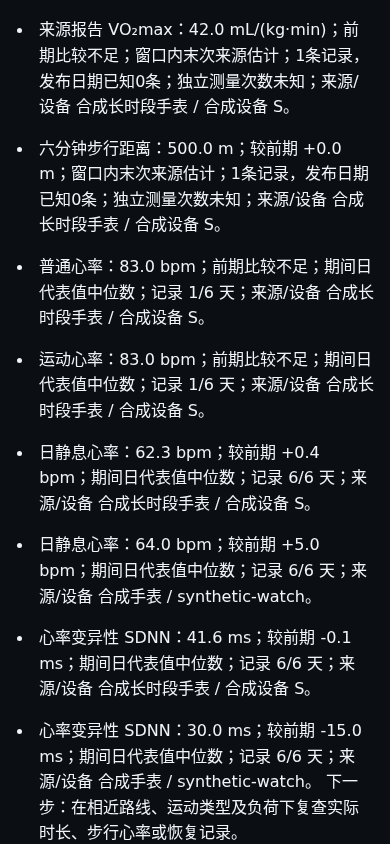 • 来源报告 VO₂max：42.0 mL/(kg·min)；前
期比较不足；窗口内末次来源估计；1条记录，
发布日期已知0条；独立测量次数未知；来源/
设备 合成长时段手表 / 合成设备 S。
• 六分钟步行距离：500.0 m；较前期 +0.0
m；窗口内末次来源估计；1条记录，发布日期
已知0条；独立测量次数未知；来源/设备 合成
长时段手表 / 合成设备 S。
• 普通心率：83.0 bpm；前期比较不足；期间日
代表值中位数；记录 1/6 天；来源/设备 合成长
时段手表 / 合成设备 S。
• 运动心率：83.0 bpm；前期比较不足；期间日
代表值中位数；记录 1/6 天；来源/设备 合成长
时段手表 / 合成设备 S。
• 日静息心率：62.3 bpm；较前期 +0.4
bpm；期间日代表值中位数；记录 6/6 天；来
源/设备 合成长时段手表 / 合成设备 S。
• 日静息心率：64.0 bpm；较前期 +5.0
bpm；期间日代表值中位数；记录 6/6 天；来
源/设备 合成手表 / synthetic-watch。
• 心率变异性 SDNN：41.6 ms；较前期 -0.1
ms；期间日代表值中位数；记录 6/6 天；来
源/设备 合成长时段手表 / 合成设备 S。
• 心率变异性 SDNN：30.0 ms；较前期 -15.0
ms；期间日代表值中位数；记录 6/6 天；来
源/设备 合成手表 / synthetic-watch。 下一
步：在相近路线、运动类型及负荷下复查实际
时长、步行心率或恢复记录。